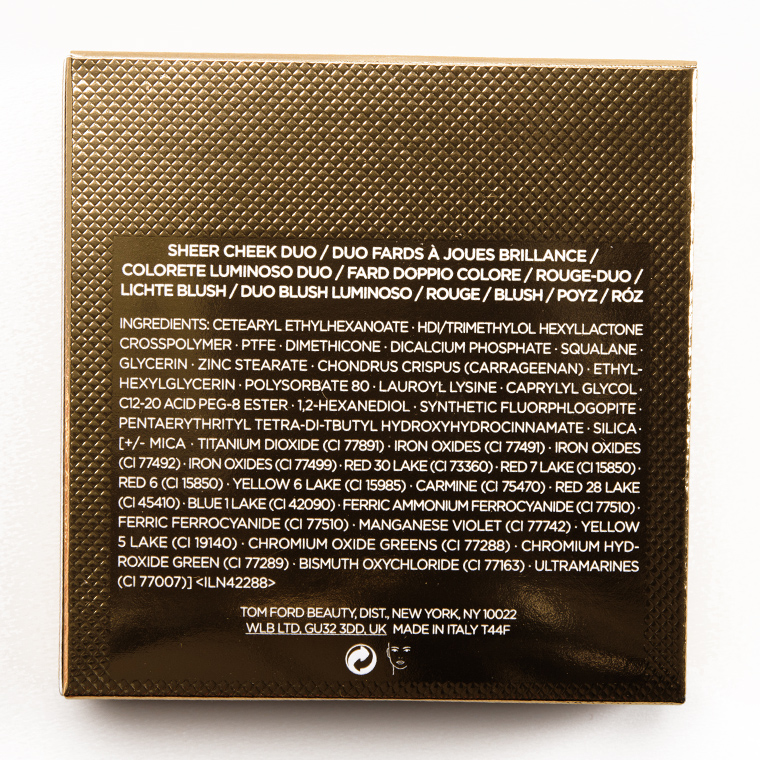 SHEER CHEEK DUO / DUO FARDS À JOUES BRILLANCE /
COLORETE LUMINOSO DUO / FARD DOPPIO COLORE / ROUGE-DUO /
LICHTE BLUSH / DUO BLUSH LUMINOSO / ROUGE / BLUSH / POYZ / RÓZ
INGREDIENTS: CETEARYL ETHYLHEXANOATE · HDI/TRIMETHYLOL HEXYLLACTONE
CROSSPOLYMER · PTFE · DIMETHICONE · DICALCIUM PHOSPHATE · SQUALANE ·
GLYCERIN · ZINC STEARATE · CHONDRUS CRISPUS (CARRAGEENAN) · ETHYL-
HEXYLGLYCERIN · POLYSORBATE 80 · LAUROYL LYSINE · CAPRYLYL GLYCOL ·
C12-20 ACID PEG-8 ESTER · 1,2-HEXANEDIOL · SYNTHETIC FLUORPHLOGOPITE ·
PENTAERYTHRITYL TETRA-DI-TBUTYL HYDROXYHYDROCINNAMATE · SILICA ·
[+/- MICA · TITANIUM DIOXIDE (CI 77891) · IRON OXIDES (CI 77491) · IRON OXIDES
(CI 77492) · IRON OXIDES (CI 77499) · RED 30 LAKE (CI 73360) · RED 7 LAKE (CI 15850) ·
RED 6 (CI 15850) · YELLOW 6 LAKE (CI 15985) · CARMINE (CI 75470) · RED 28 LAKE
(CI 45410) · BLUE 1 LAKE (CI 42090) · FERRIC AMMONIUM FERROCYANIDE (CI 77510) ·
FERRIC FERROCYANIDE (CI 77510) · MANGANESE VIOLET (CI 77742) · YELLOW
5 LAKE (CI 19140) · CHROMIUM OXIDE GREENS (CI 77288) · CHROMIUM HYD-
ROXIDE GREEN (CI 77289) · BISMUTH OXYCHLORIDE (CI 77163) · ULTRAMARINES
(CI 77007)] <ILN42288>
TOM FORD BEAUTY, DIST., NEW YORK, NY 10022
WLB LTD, GU32 3DD, UK MADE IN ITALY T44F